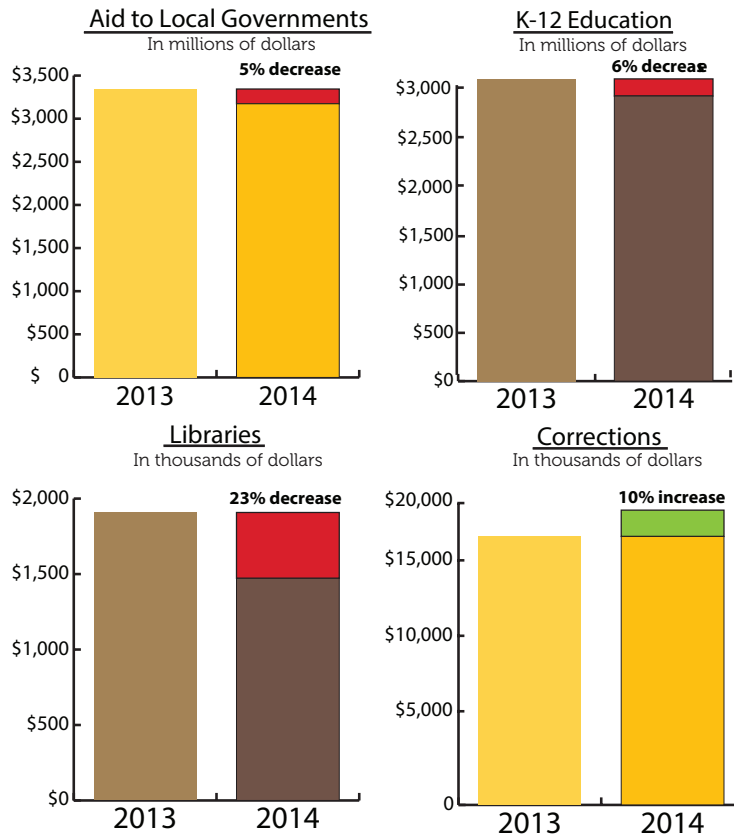 Aid to Local Governments
In millions of dollars
5% decrease
$3,500
$3,000
$2,500
$2,000
$1,500
$1,000
$500
$ 0
2013
2014
K-12 Education
In millions of dollars
6% decrease
$3,000
$2,500
$2,000
$1,500
$1,000
$500
$0
2013
2014
Libraries
In thousands of dollars
23% decrease
$2,000
$1,500
$1,000
$500
$0
2013
2014
Corrections
In thousands of dollars
10% increase
$20,000
$15,000
$10,000
$5,000
0
2013
2014